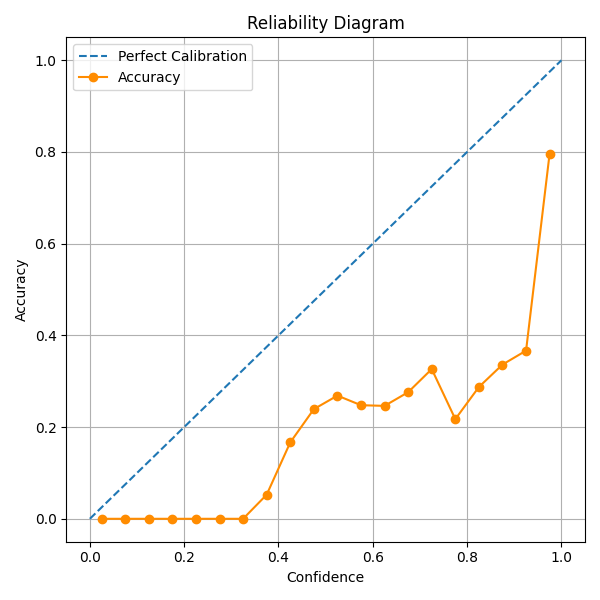 Reliability Diagram
Perfect Calibration
Accuracy
1.0
0.8
0.6
0.4
0.2
0.0
Accuracy
0.0 0.2 0.4 0.6 0.8 1.0
Confidence